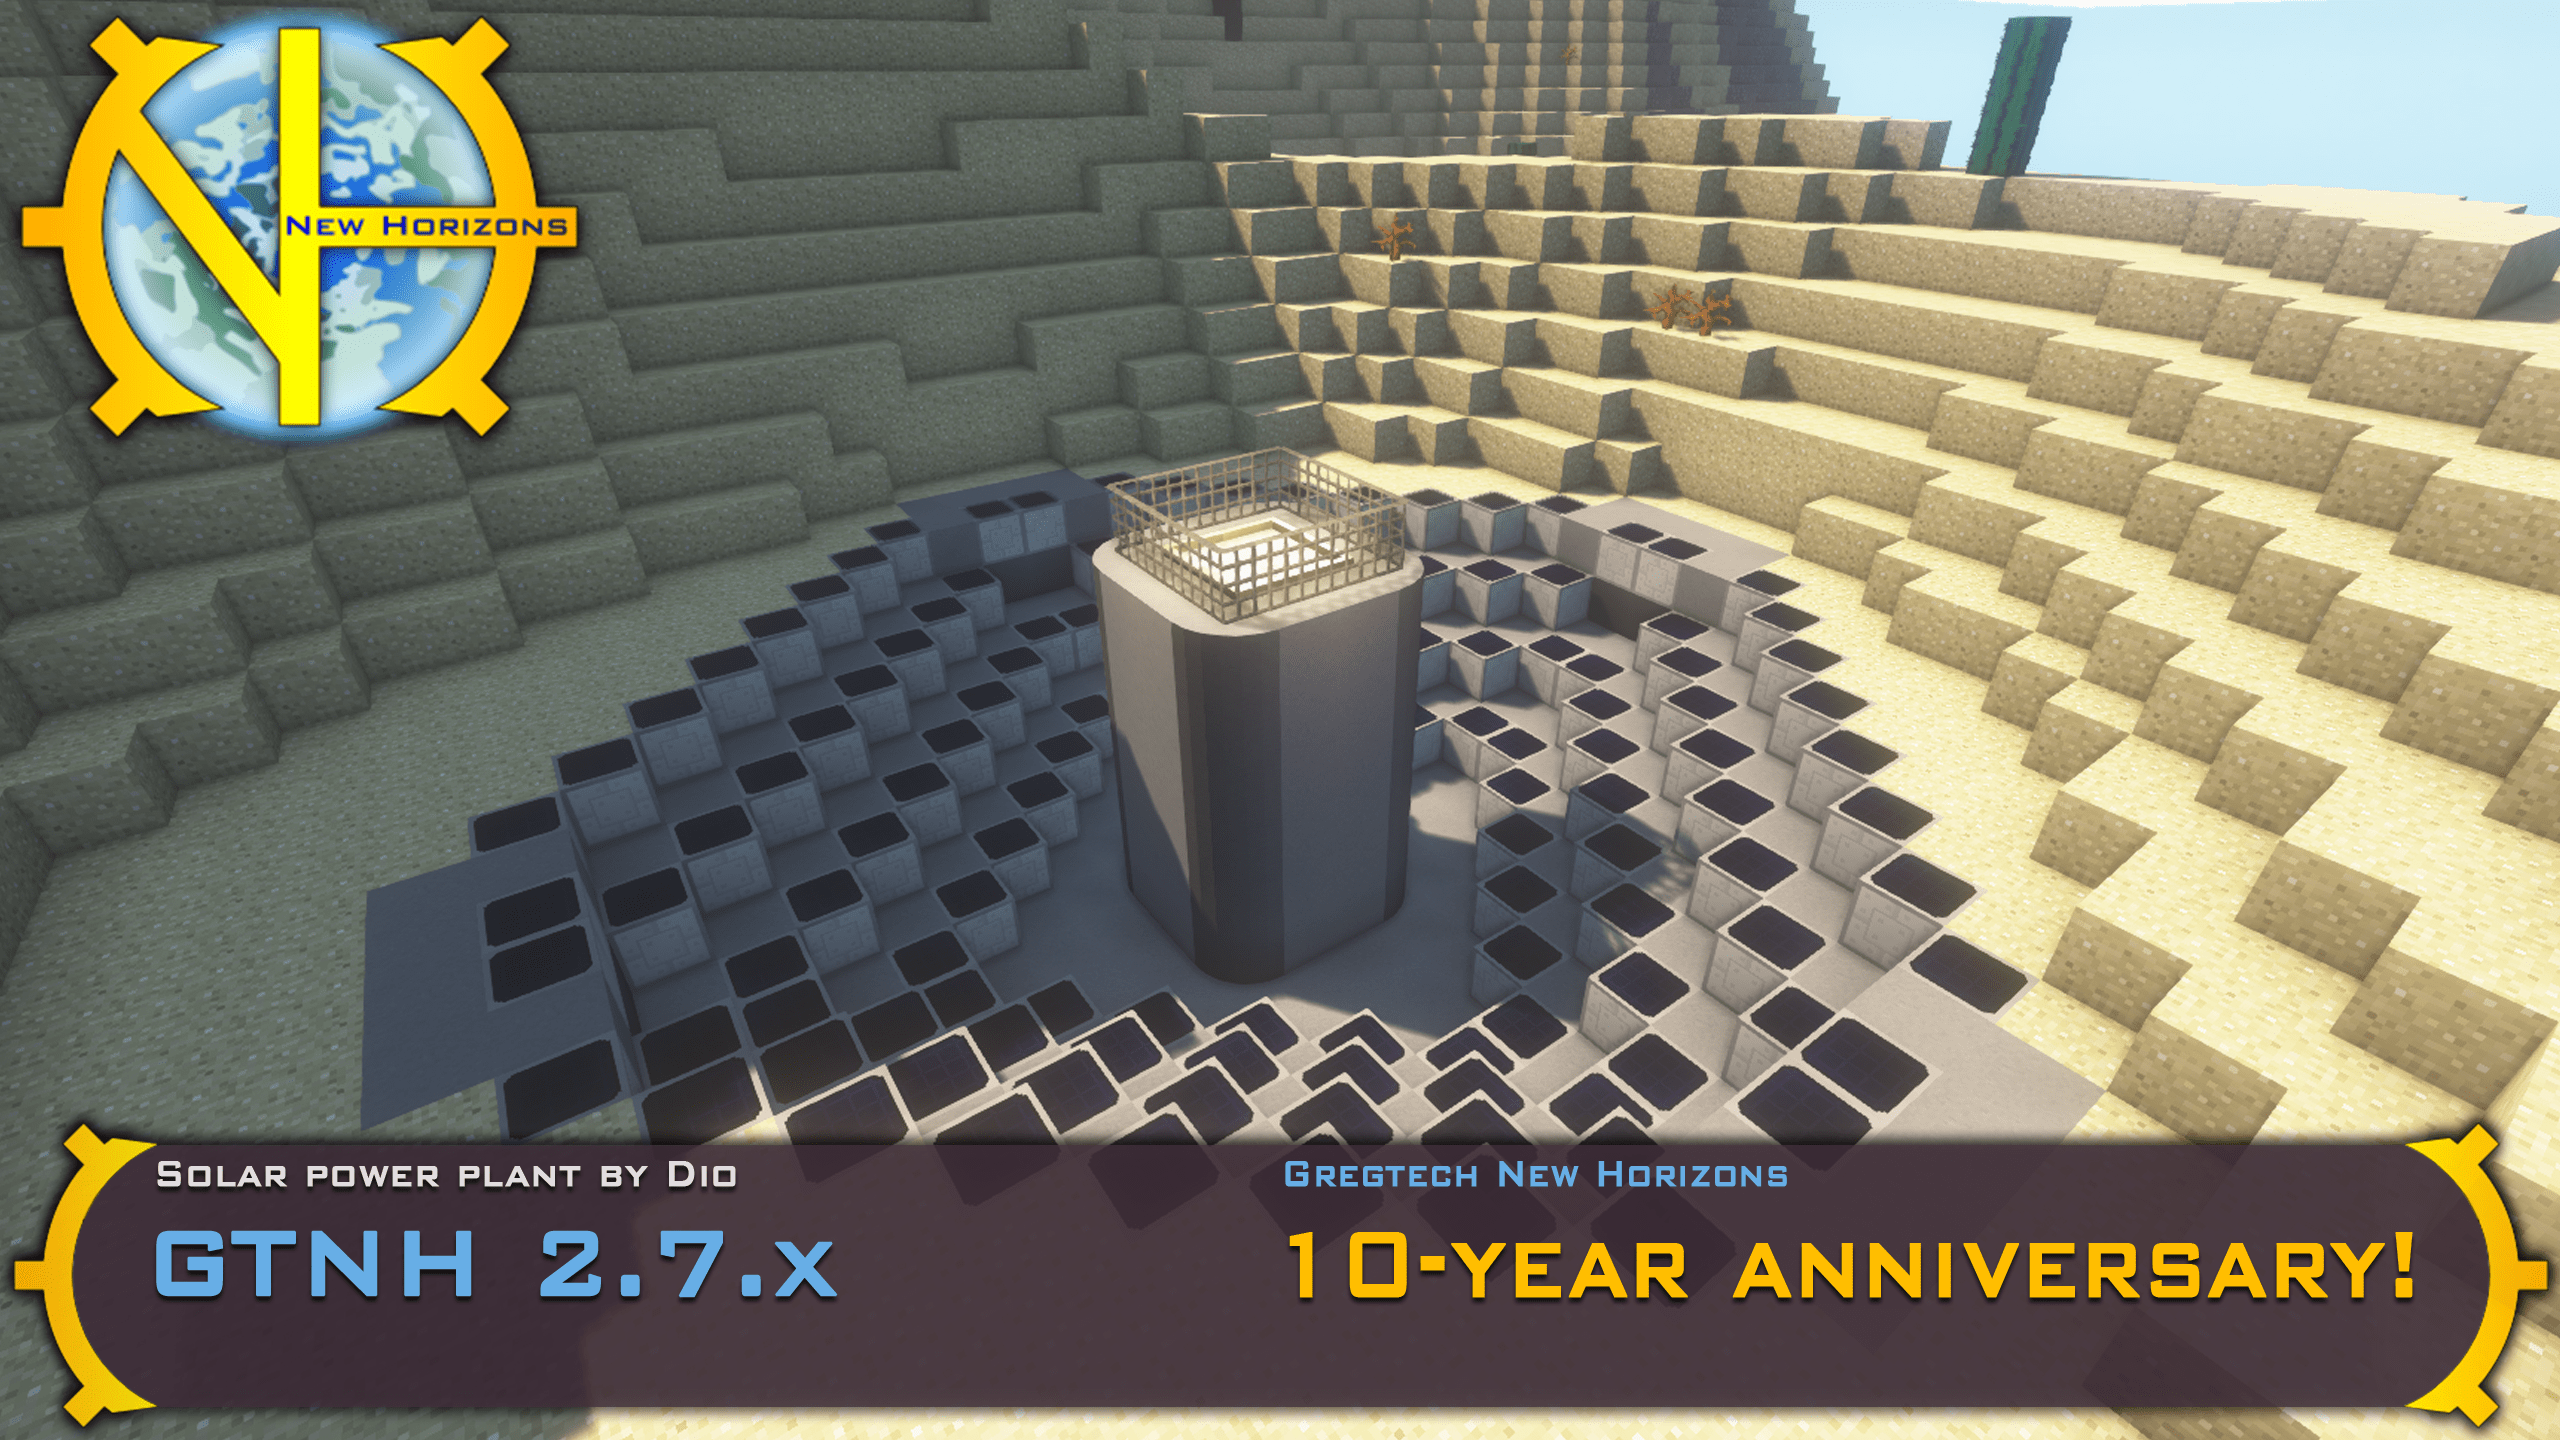 New Horizons
Solar power plant by Dio
GTNH 2.7.x
Gregtech New Horizons
10-year anniversary!